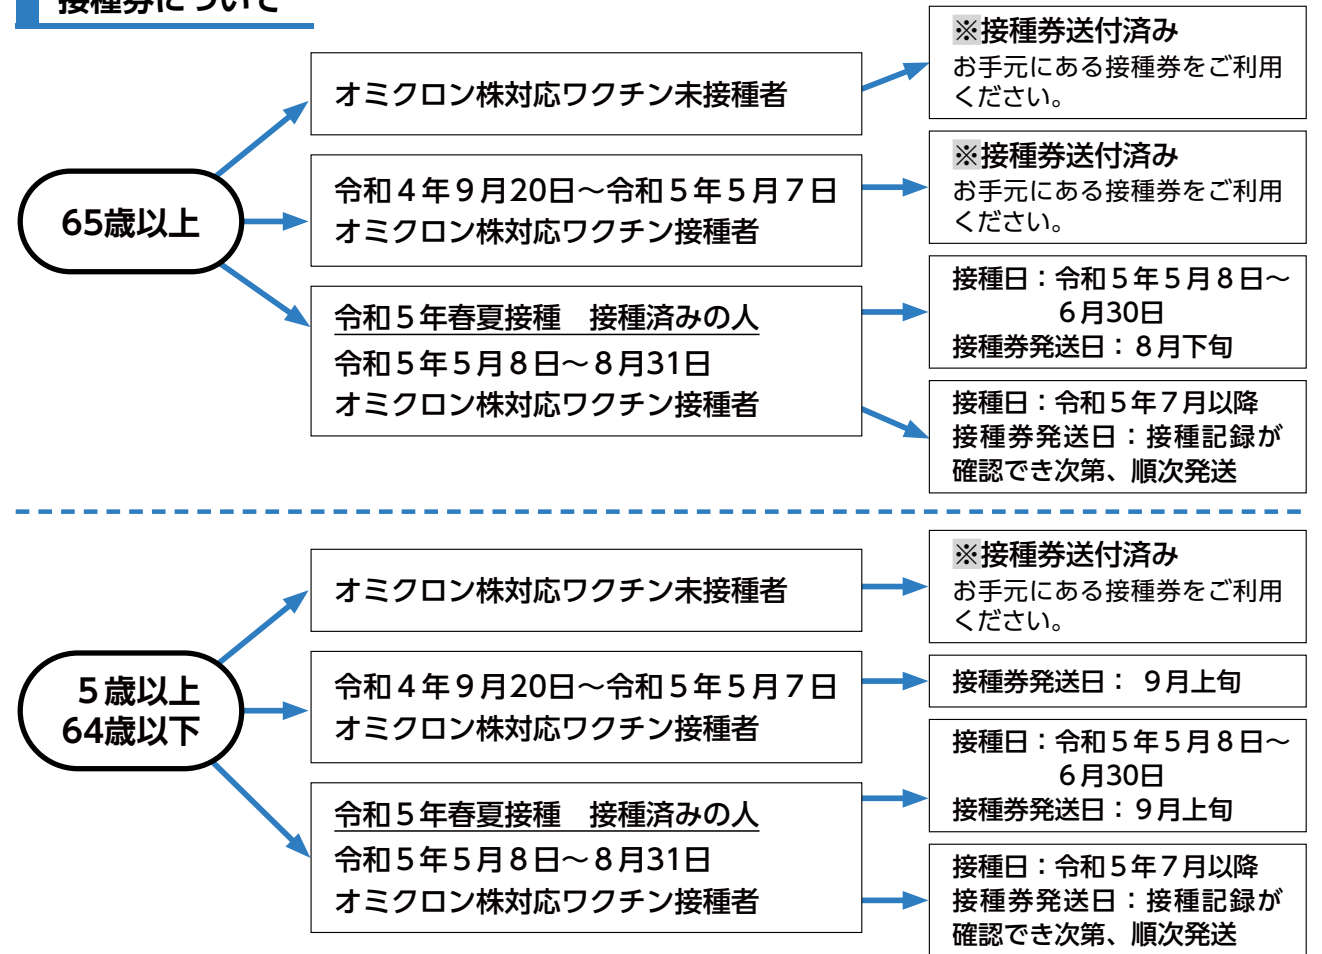 接種券について
65歳以上
オミクロン株対応ワクチン未接種者
※接種券送付済み
お手元にある接種券をご利用
ください。
令和４年９月20日～令和５年５月７日
オミクロン株対応ワクチン接種者
※接種券送付済み
お手元にある接種券をご利用
ください。
令和５年春夏接種　接種済みの人
令和５年５月８日～８月31日
オミクロン株対応ワクチン接種者
接種日：令和５年５月８日～
６月30日
接種券発送日：８月下旬
接種日：令和５年７月以降
接種券発送日：接種記録が
確認でき次第、順次発送
５歳以上
64歳以下
オミクロン株対応ワクチン未接種者
※接種券送付済み
お手元にある接種券をご利用
ください。
令和４年９月20日～令和５年５月７日
オミクロン株対応ワクチン接種者
接種券発送日：９月上旬
令和５年春夏接種　接種済みの人
令和５年５月８日～８月31日
オミクロン株対応ワクチン接種者
接種日：令和５年５月８日～
６月30日
接種券発送日：９月上旬
接種日：令和５年７月以降
接種券発送日：接種記録が
確認でき次第、順次発送